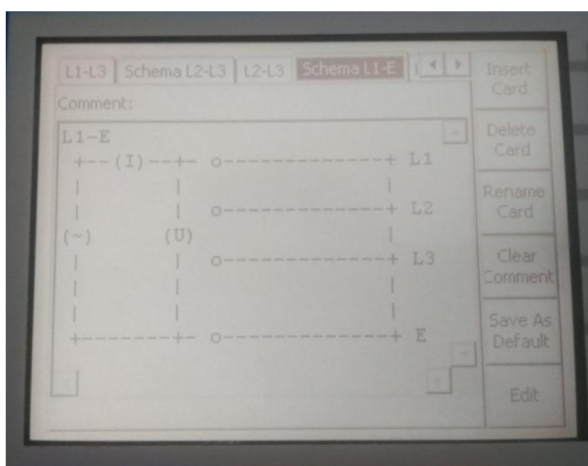 L1-L3 Schema L2-L3 L2-L3 Schema L1-E
Comment:
L1-E
+--(I)--+- o--------------+ L1
| | |
| | o--------------+ L2
(~) (U) |
| | o--------------+ L3
| | |
| | |
+-------+- o--------------+ E
Insert
Card
Delete
Card
Rename
Card
Clear
Comment
Save As
Default
Edit